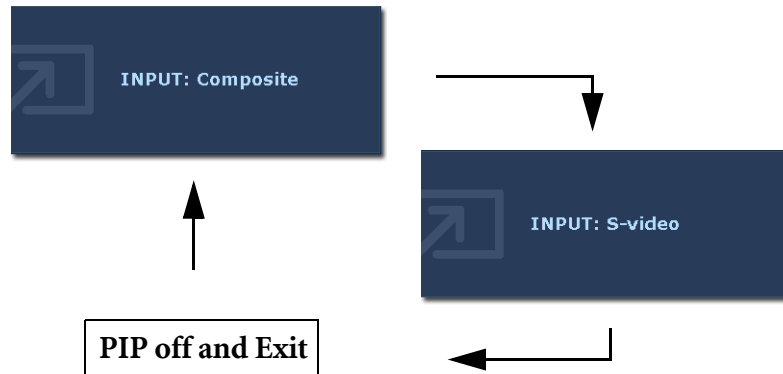 INPUT: Composite
INPUT: S-video
PIP off and Exit